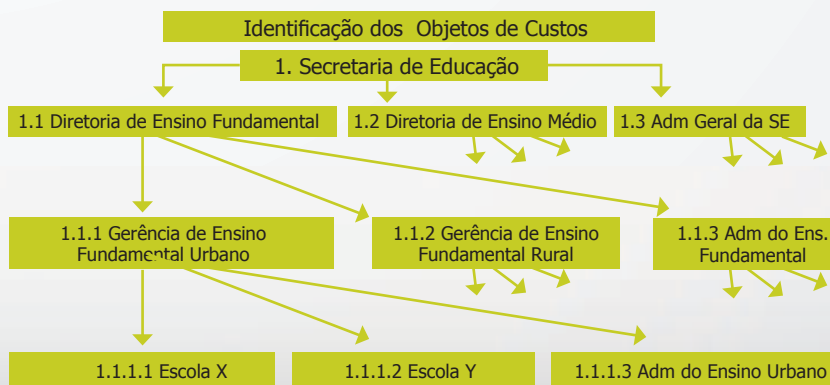 Identificação dos Objetos de Custos
1. Secretaria de Educação
1.1 Diretoria de Ensino Fundamental
1.2 Diretoria de Ensino Médio
1.3 Adm Geral da SE
1.1.1 Gerência de Ensino
Fundamental Urbano
1.1.2 Gerência de Ensino
Fundamental Rural
1.1.3 Adm do Ens.
Fundamental
1.1.1.1 Escola X
1.1.1.2 Escola Y
1.1.1.3 Adm do Ensino Urbano